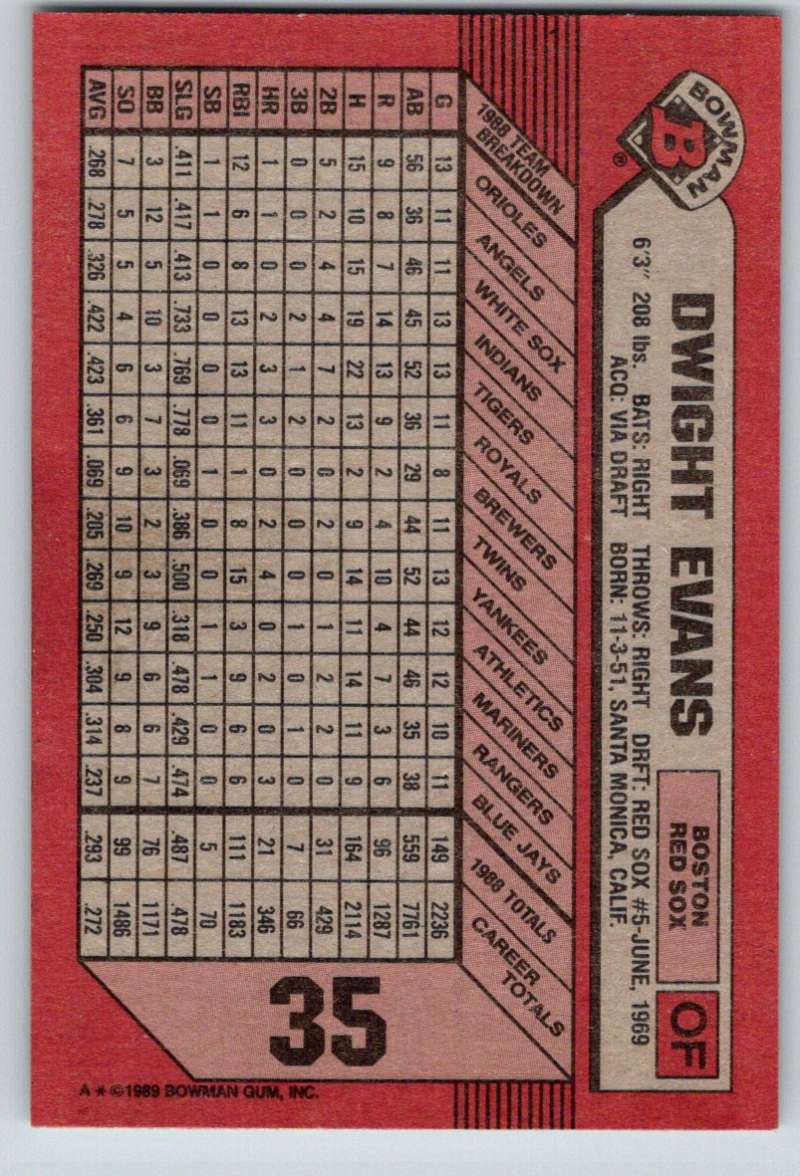 BOWMAN
B
®
DWIGHT EVANS
BOSTON
RED SOX
OF
6'3" 208 lbs. BATS: RIGHT THROWS: RIGHT DRFT: RED SOX #5-JUNE, 1969
ACQ: VIA DRAFT BORN: 11-3-51, SANTA MONICA, CALIF.
1988 TEAM
BREAKDOWN
ORIOLES
ANGELS
WHITE SOX
INDIANS
TIGERS
ROYALS
BREWERS
TWINS
YANKEES
ATHLETICS
MARINERS
RANGERS
BLUE JAYS
1988 TOTALS
CAREER
TOTALS
G 13 11 11 13 13 11 8 11 13 12 12 10 11 149 2236
AB 56 36 46 45 52 36 29 44 52 44 46 35 38 559 7761
R 9 8 7 14 13 9 2 4 10 4 7 3 6 96 1287
H 15 10 15 19 22 13 2 9 14 11 14 11 9 164 2114
2B 5 2 4 4 7 2 0 2 0 1 2 2 0 31 429
3B 0 0 0 2 1 2 0 0 0 1 0 1 0 7 66
HR 1 1 0 2 3 3 0 2 4 0 2 0 3 21 346
RBI 12 6 8 13 13 11 1 8 15 3 9 6 6 111 1183
SB 1 1 0 0 0 0 1 0 0 1 1 0 0 5 70
SLG .411 .417 .413 .733 .769 .778 .069 .386 .500 .318 .478 .429 .474 .487 .478
BB 3 12 5 10 3 7 3 2 3 9 6 6 7 76 1171
SO 7 5 5 4 6 6 9 10 9 12 9 8 9 99 1486
AVG .268 .278 .326 .422 .423 .361 .069 .205 .269 .250 .304 .314 .237 .293 .272
35
A * ©1989 BOWMAN GUM, INC.